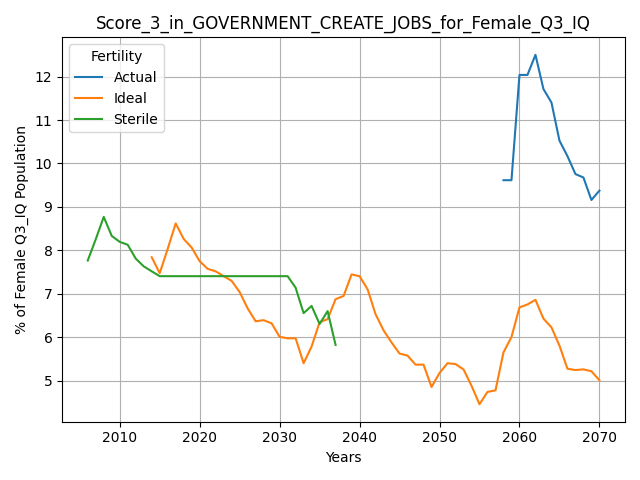 Score_3_in_GOVERNMENT_CREATE_JOBS_for_Female_Q3_IQ
Fertility
Actual
Ideal
Sterile
% of Female Q3_IQ Population
12
11
10
9
8
7
6
5
2010 2020 2030 2040 2050 2060 2070
Years